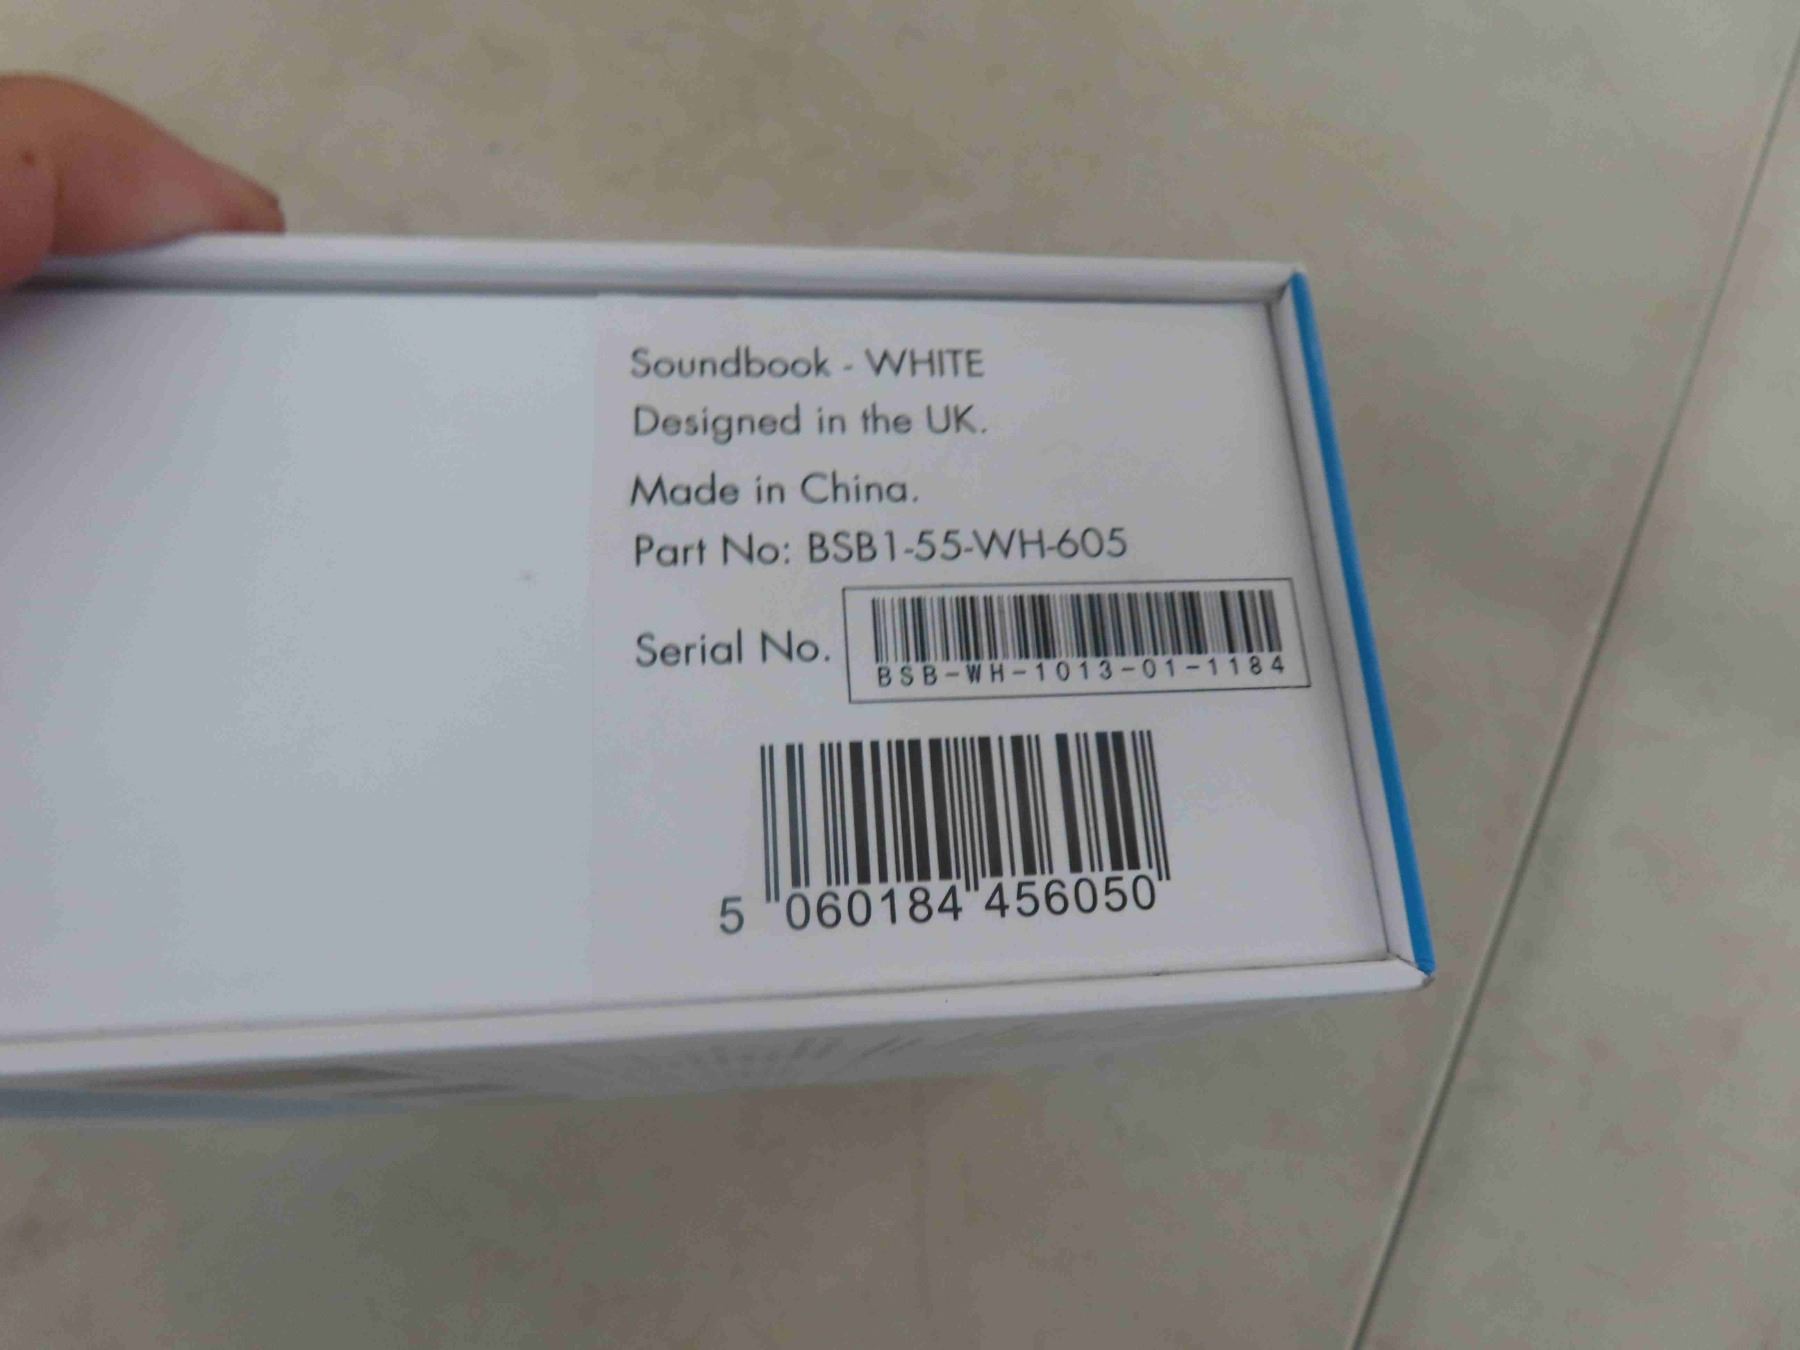 Soundbook - WHITE
Designed in the UK.
Made in China.
Part No: BSB1-55-WH-605
Serial No.
BSB-WH-1013-01-1184
5 060184 456050